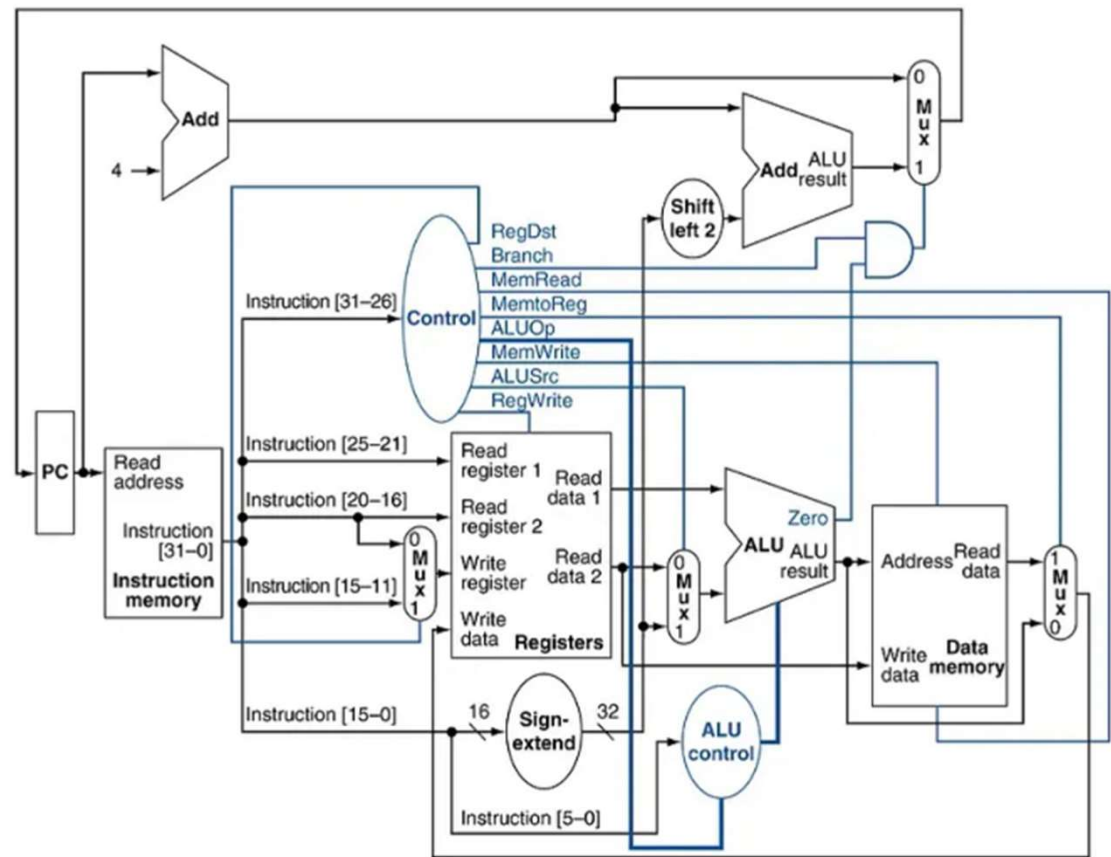 Add
4
0
Mux
1
Add
ALU
result
Shift
left 2
RegDst
Branch
MemRead
MemtoReg
ALUOp
MemWrite
ALUSrc
RegWrite
Instruction [31–26]
Control
PC
Read
address
Instruction
[31–0]
Instruction
memory
Instruction [25–21]
Instruction [20–16]
0
Mux
1
Instruction [15–11]
Read
register 1
Read
register 2
Write
register
Write
data
Read
data 1
Read
data 2
Registers
0
Mux
1
Zero
ALU
ALU
result
Address
Read
data
Write
data
Data
memory
1
Mux
0
Instruction [15–0]
16
Sign-
extend
32
ALU
control
Instruction [5–0]